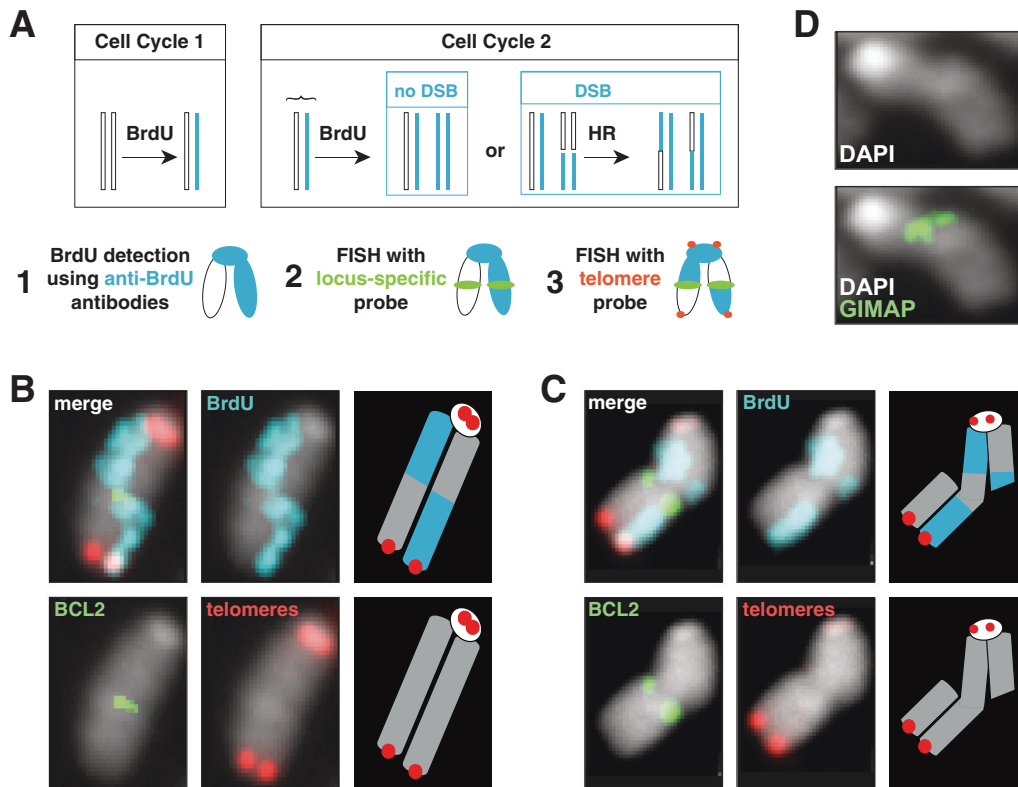 A
Cell Cycle 1
BrdU
Cell Cycle 2
BrdU
no DSB
or
DSB
HR
1
BrdU detection
using anti-BrdU
antibodies
2
FISH with
locus-specific
probe
3
FISH with
telomere
probe
D
DAPI
DAPI
GIMAP
B
merge
BrdU
BCL2
telomeres
C
merge
BrdU
BCL2
telomeres